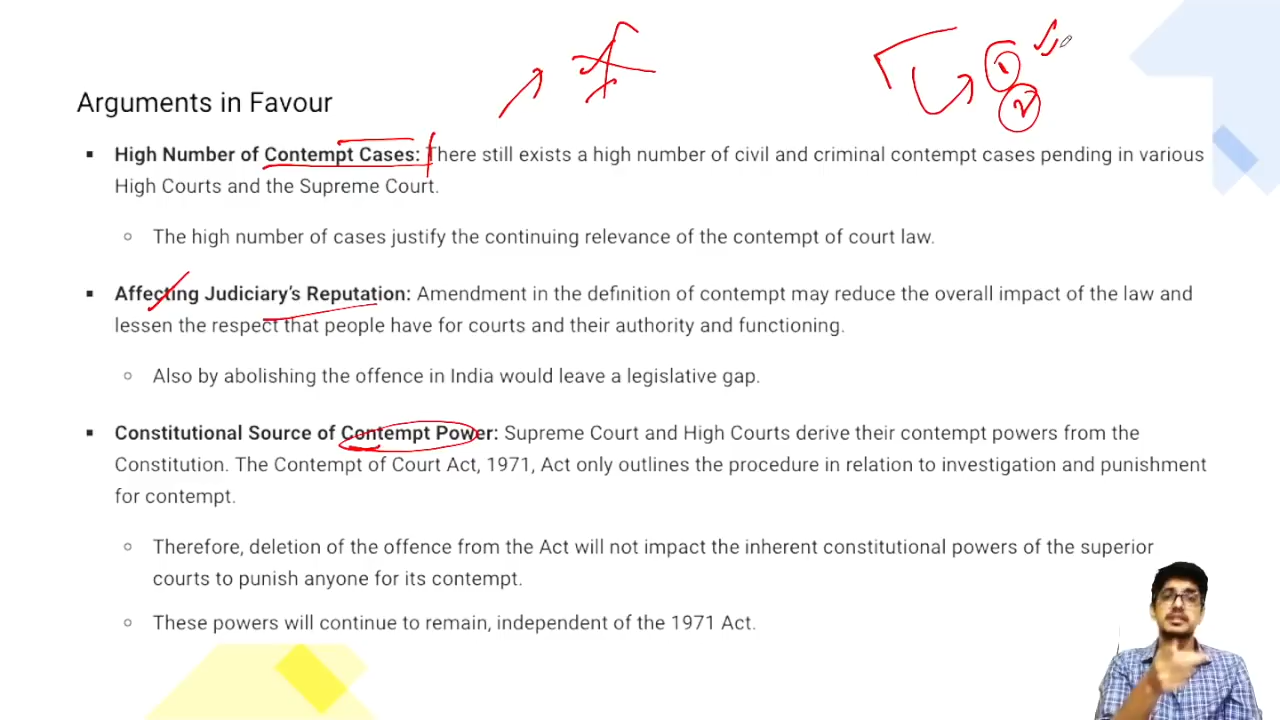 Arguments in Favour
▪ High Number of Contempt Cases: There still exists a high number of civil and criminal contempt cases pending in various
High Courts and the Supreme Court.
○ The high number of cases justify the continuing relevance of the contempt of court law.
▪ Affecting Judiciary's Reputation: Amendment in the definition of contempt may reduce the overall impact of the law and
lessen the respect that people have for courts and their authority and functioning.
○ Also by abolishing the offence in India would leave a legislative gap.
▪ Constitutional Source of Contempt Power: Supreme Court and High Courts derive their contempt powers from the
Constitution. The Contempt of Court Act, 1971, Act only outlines the procedure in relation to investigation and punishment
for contempt.
○ Therefore, deletion of the offence from the Act will not impact the inherent constitutional powers of the superior
courts to punish anyone for its contempt.
○ These powers will continue to remain, independent of the 1971 Act.